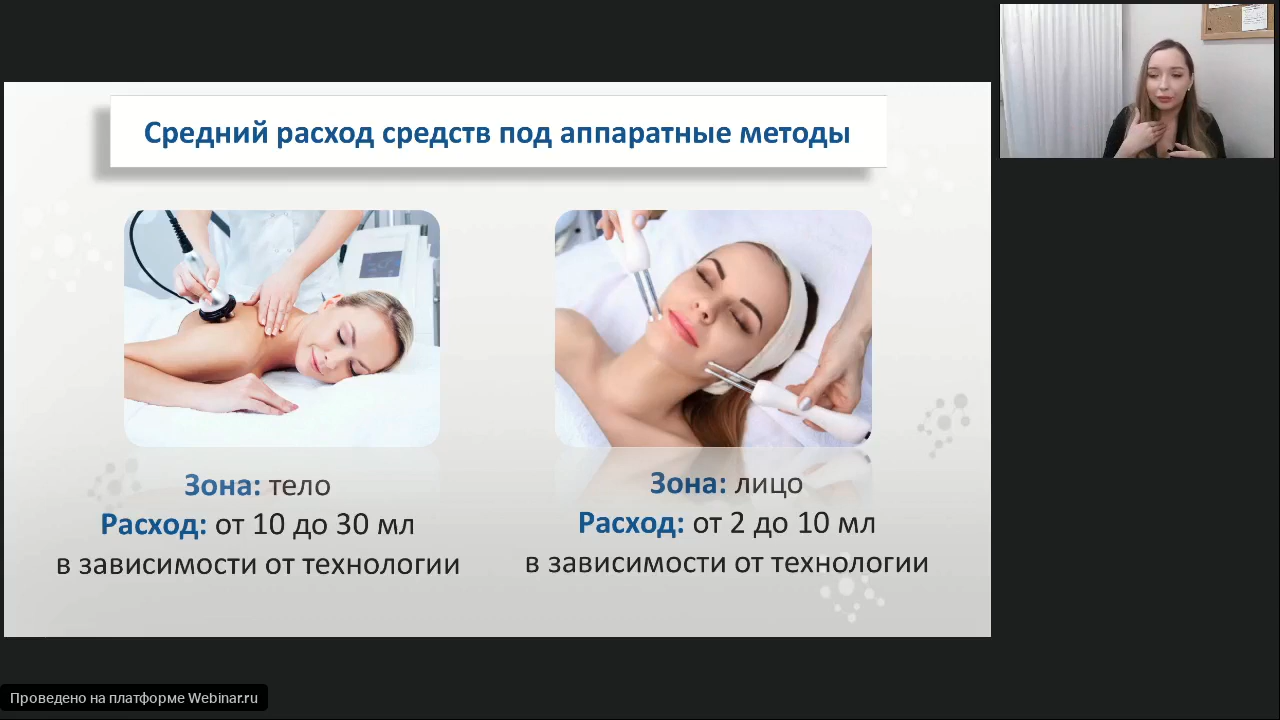 Средний расход средств под аппаратные методы
Зона: тело
Расход: от 10 до 30 мл
в зависимости от технологии
Зона: лицо
Расход: от 2 до 10 мл
в зависимости от технологии
Проведено на платформе Webinar.ru